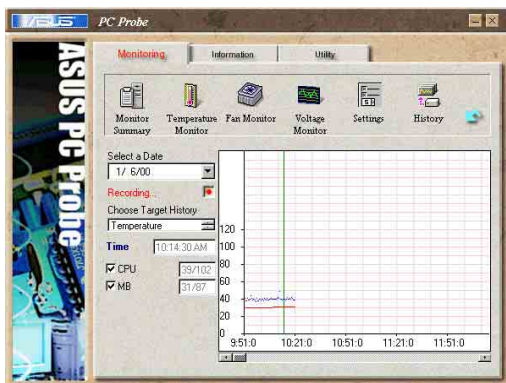 ASUS PC Probe
ASUS PC Probe
Monitoring Information Utility
Monitor Summary
Temperature Monitor
Fan Monitor
Voltage Monitor
Settings
History
Select a Date
1/ 6/00
Recording...
Choose Target History
Temperature
Time 10:14:30 AM
CPU 39/102
MB 31/87
120
100
80
60
40
20
0
9:51:0 10:21:0 10:51:0 11:21:0 11:51:0